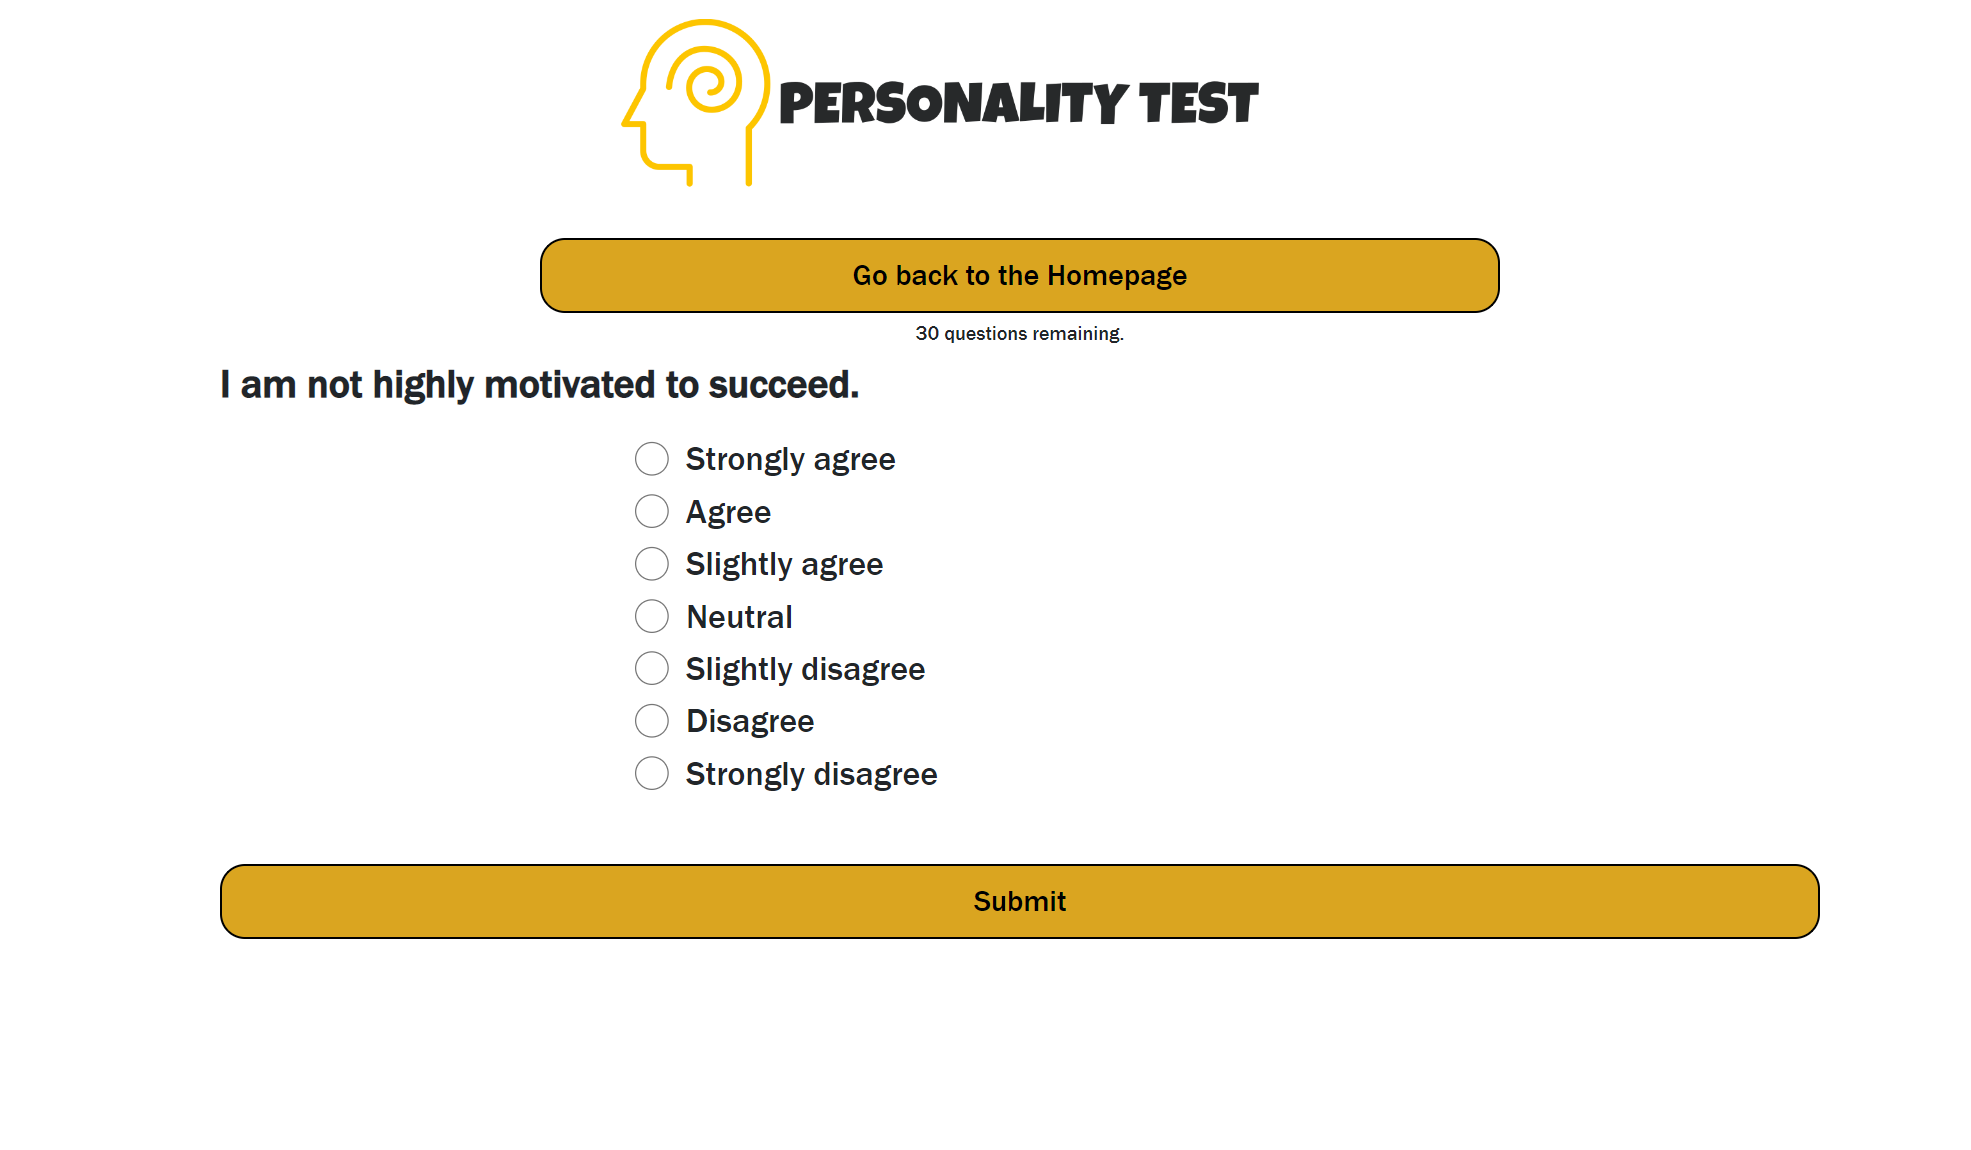 PERSONALITY TEST
Go back to the Homepage
30 questions remaining.
I am not highly motivated to succeed.
Strongly agree
Agree
Slightly agree
Neutral
Slightly disagree
Disagree
Strongly disagree
Submit